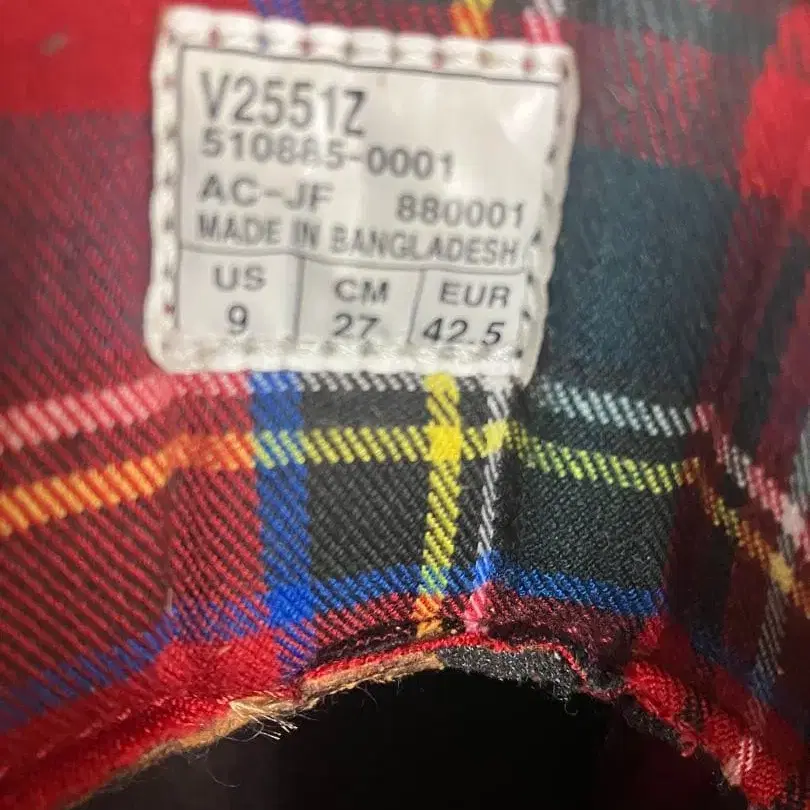 V2551Z
510885-0001
AC-JF 880001
MADE IN BANGLADESH
US CM EUR
9 27 42.5